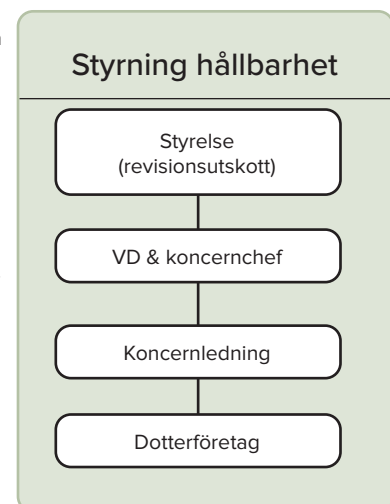 Styrning hållbarhet
Styrelse
(revisionsutskott)
VD & koncernchef
Koncernledning
Dotterföretag